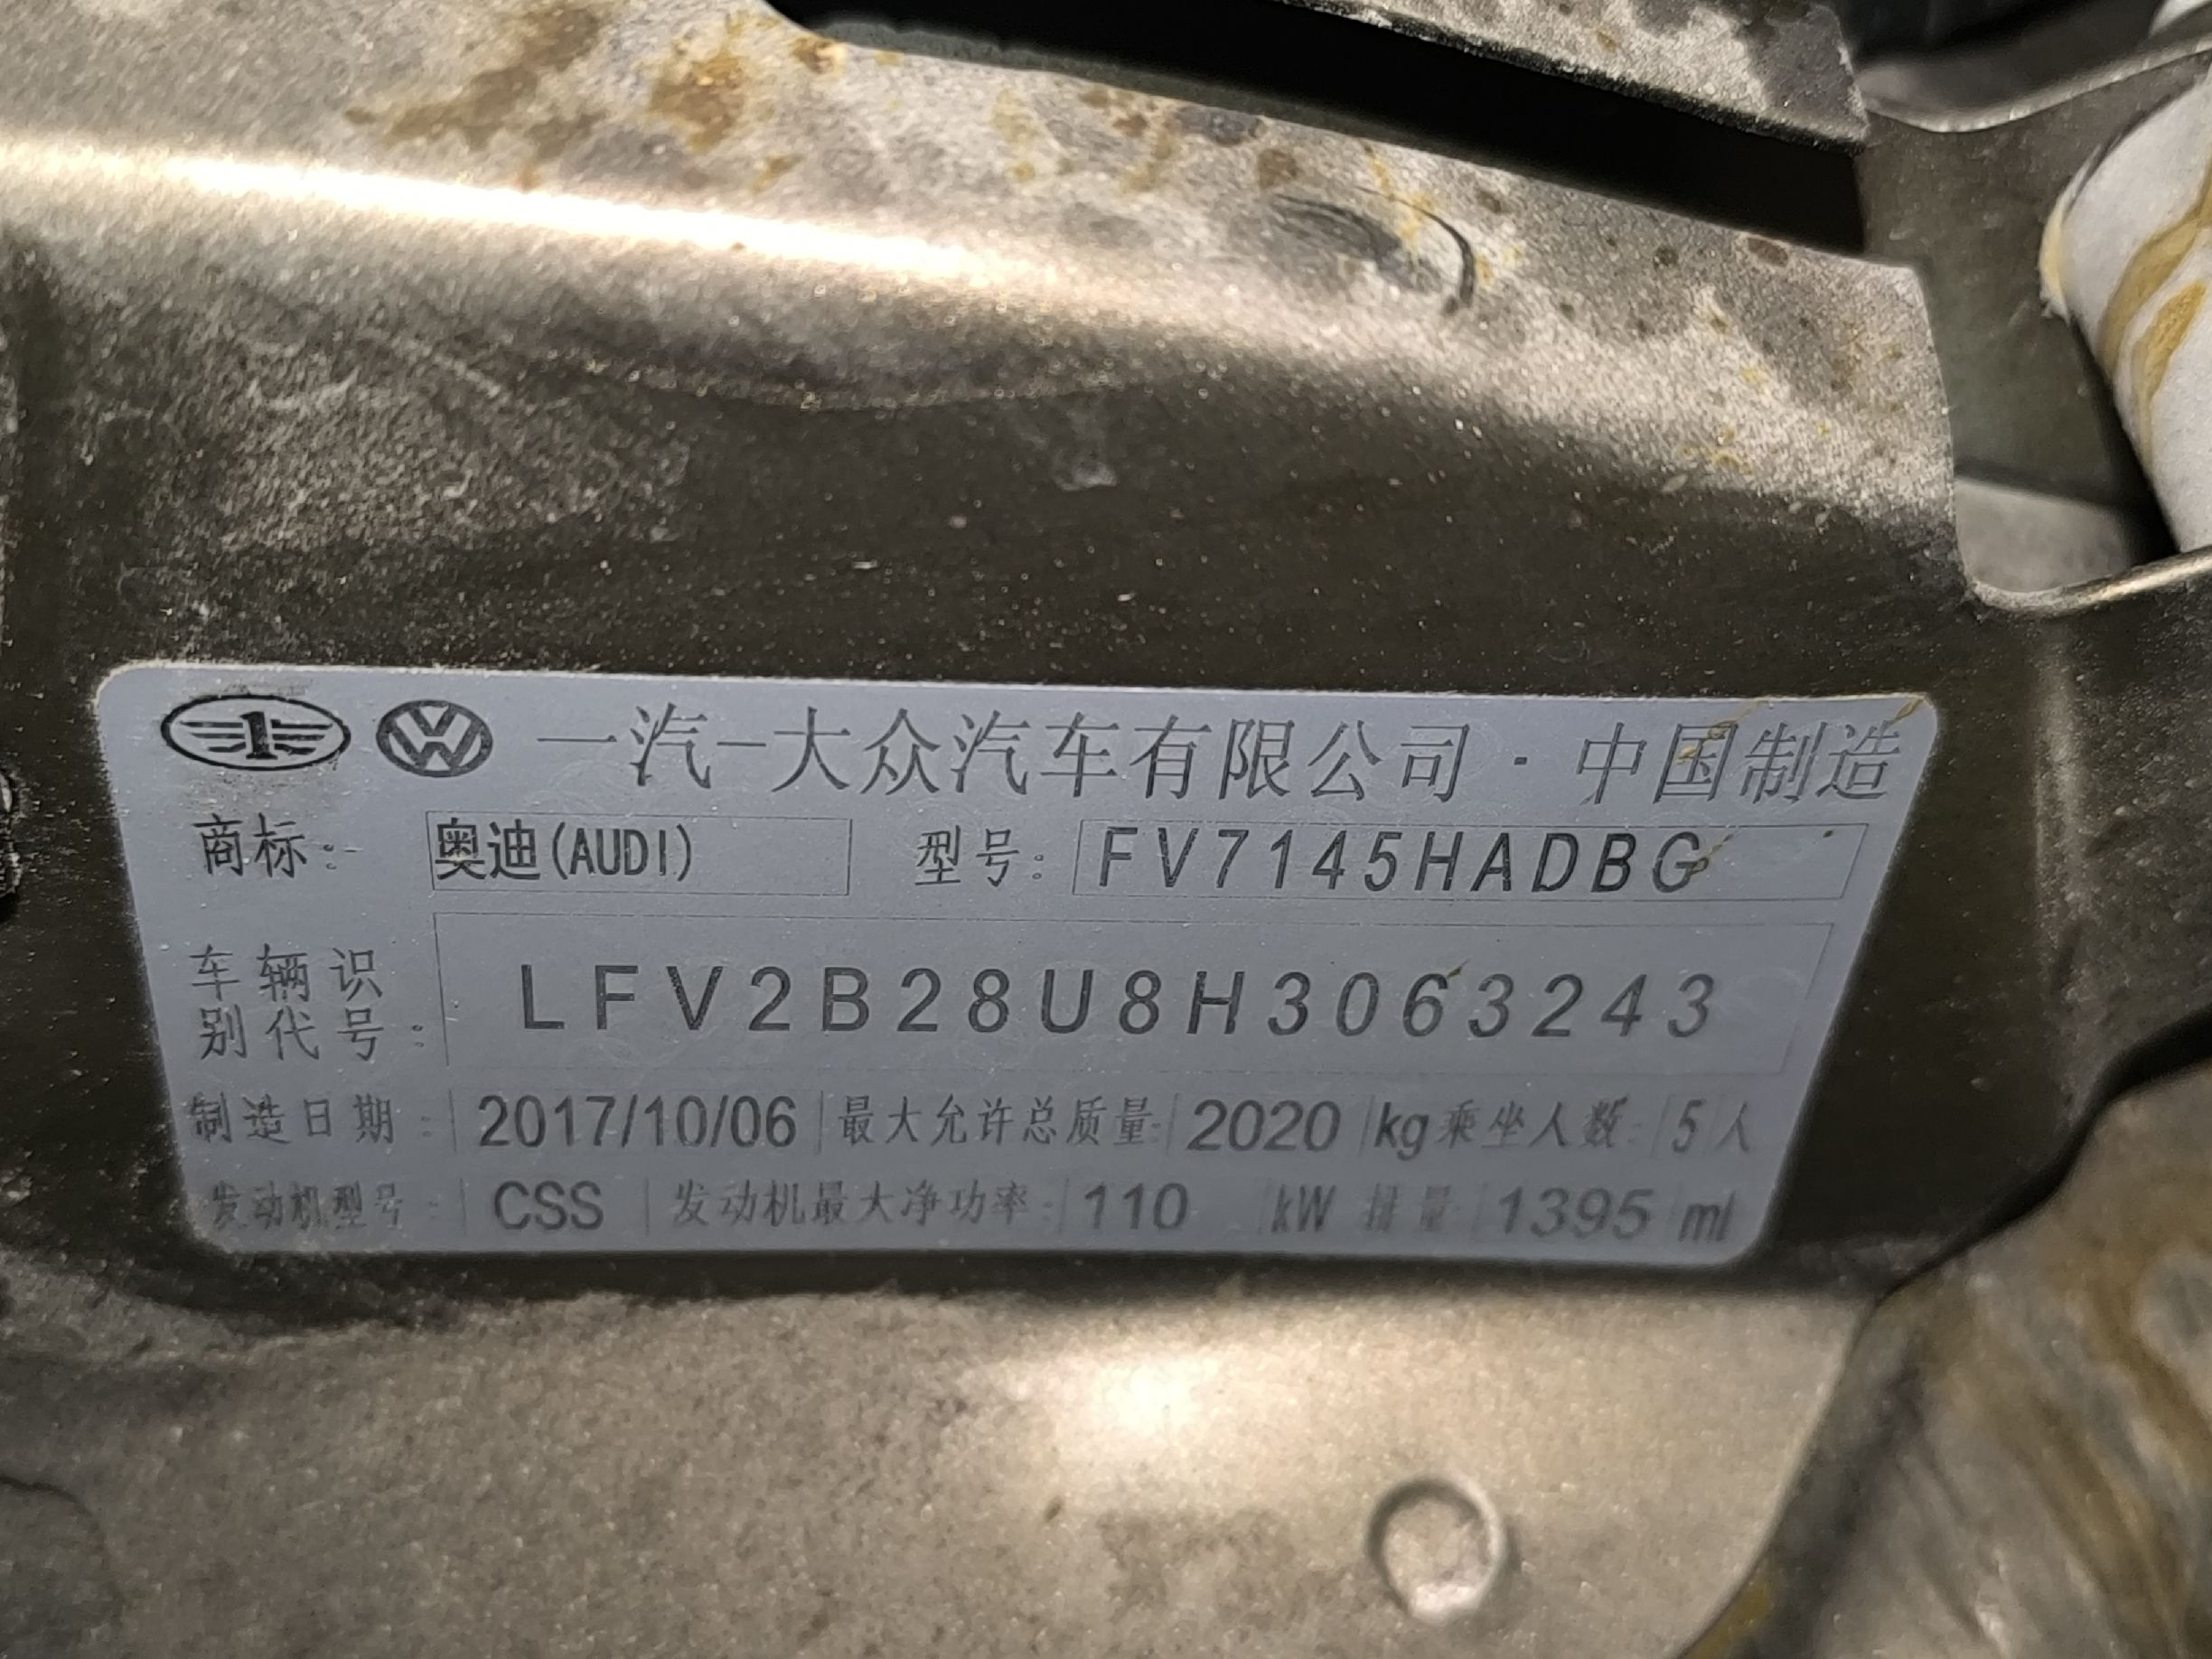 一汽-大众汽车有限公司·中国制造
商标: 奥迪(AUDI) 型号: FV7145HADBG
车辆识别代号: LFV2B28U8H3063243
制造日期: 2017/10/06 最大允许总质量: 2020 kg 乘坐人数: 5 人
发动机型号: CSS 发动机最大净功率: 110 kW 排量: 1395 ml